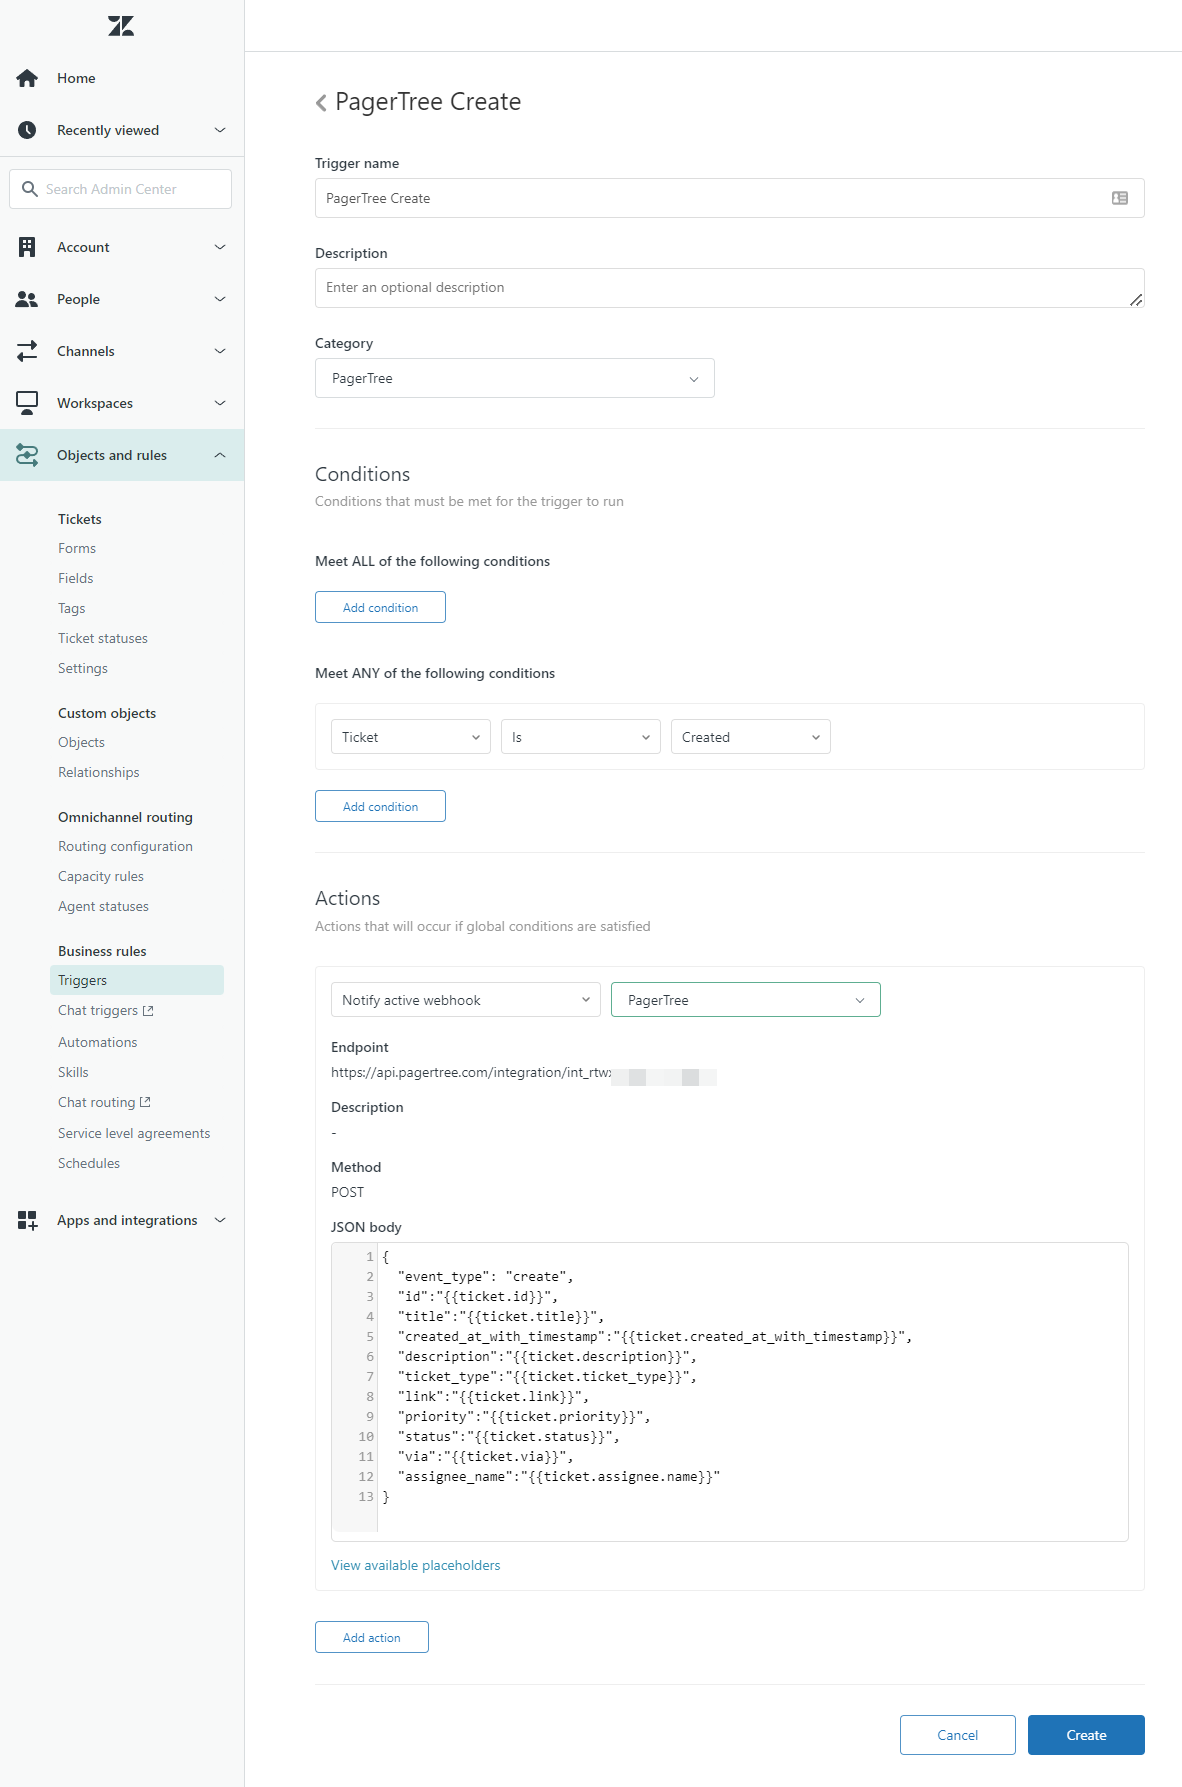 Home
Recently viewed
Search Admin Center
Account
People
Channels
Workspaces
Objects and rules
Tickets
Forms
Fields
Tags
Ticket statuses
Settings
Custom objects
Objects
Relationships
Omnichannel routing
Routing configuration
Capacity rules
Agent statuses
Business rules
Triggers
Chat triggers
Automations
Skills
Chat routing
Service level agreements
Schedules
Apps and integrations
PagerTree Create
Trigger name
PagerTree Create
Description
Enter an optional description
Category
PagerTree
Conditions
Conditions that must be met for the trigger to run
Meet ALL of the following conditions
Add condition
Meet ANY of the following conditions
Ticket Is Created
Add condition
Actions
Actions that will occur if global conditions are satisfied
Notify active webhook PagerTree
Endpoint
https://api.pagertree.com/integration/int_rtwx
Description
-
Method
POST
JSON body
1 {
2 "event_type": "create",
3 "id":"{{ticket.id}}",
4 "title":"{{ticket.title}}",
5 "created_at_with_timestamp":"{{ticket.created_at_with_timestamp}}",
6 "description":"{{ticket.description}}",
7 "ticket_type":"{{ticket.ticket_type}}",
8 "link":"{{ticket.link}}",
9 "priority":"{{ticket.priority}}",
10 "status":"{{ticket.status}}",
11 "via":"{{ticket.via}}",
12 "assignee_name":"{{ticket.assignee.name}}"
13 }
View available placeholders
Add action
Cancel Create